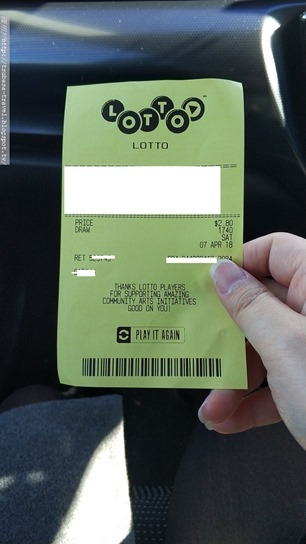 LOTTO
LOTTO
PRICE $2.80
DRAW 1740
SAT
07 APR 18
RET
THANKS LOTTO PLAYERS
FOR SUPPORTING AMAZING
COMMUNITY ARTS INITIATIVES
GOOD ON YOU!
PLAY IT AGAIN